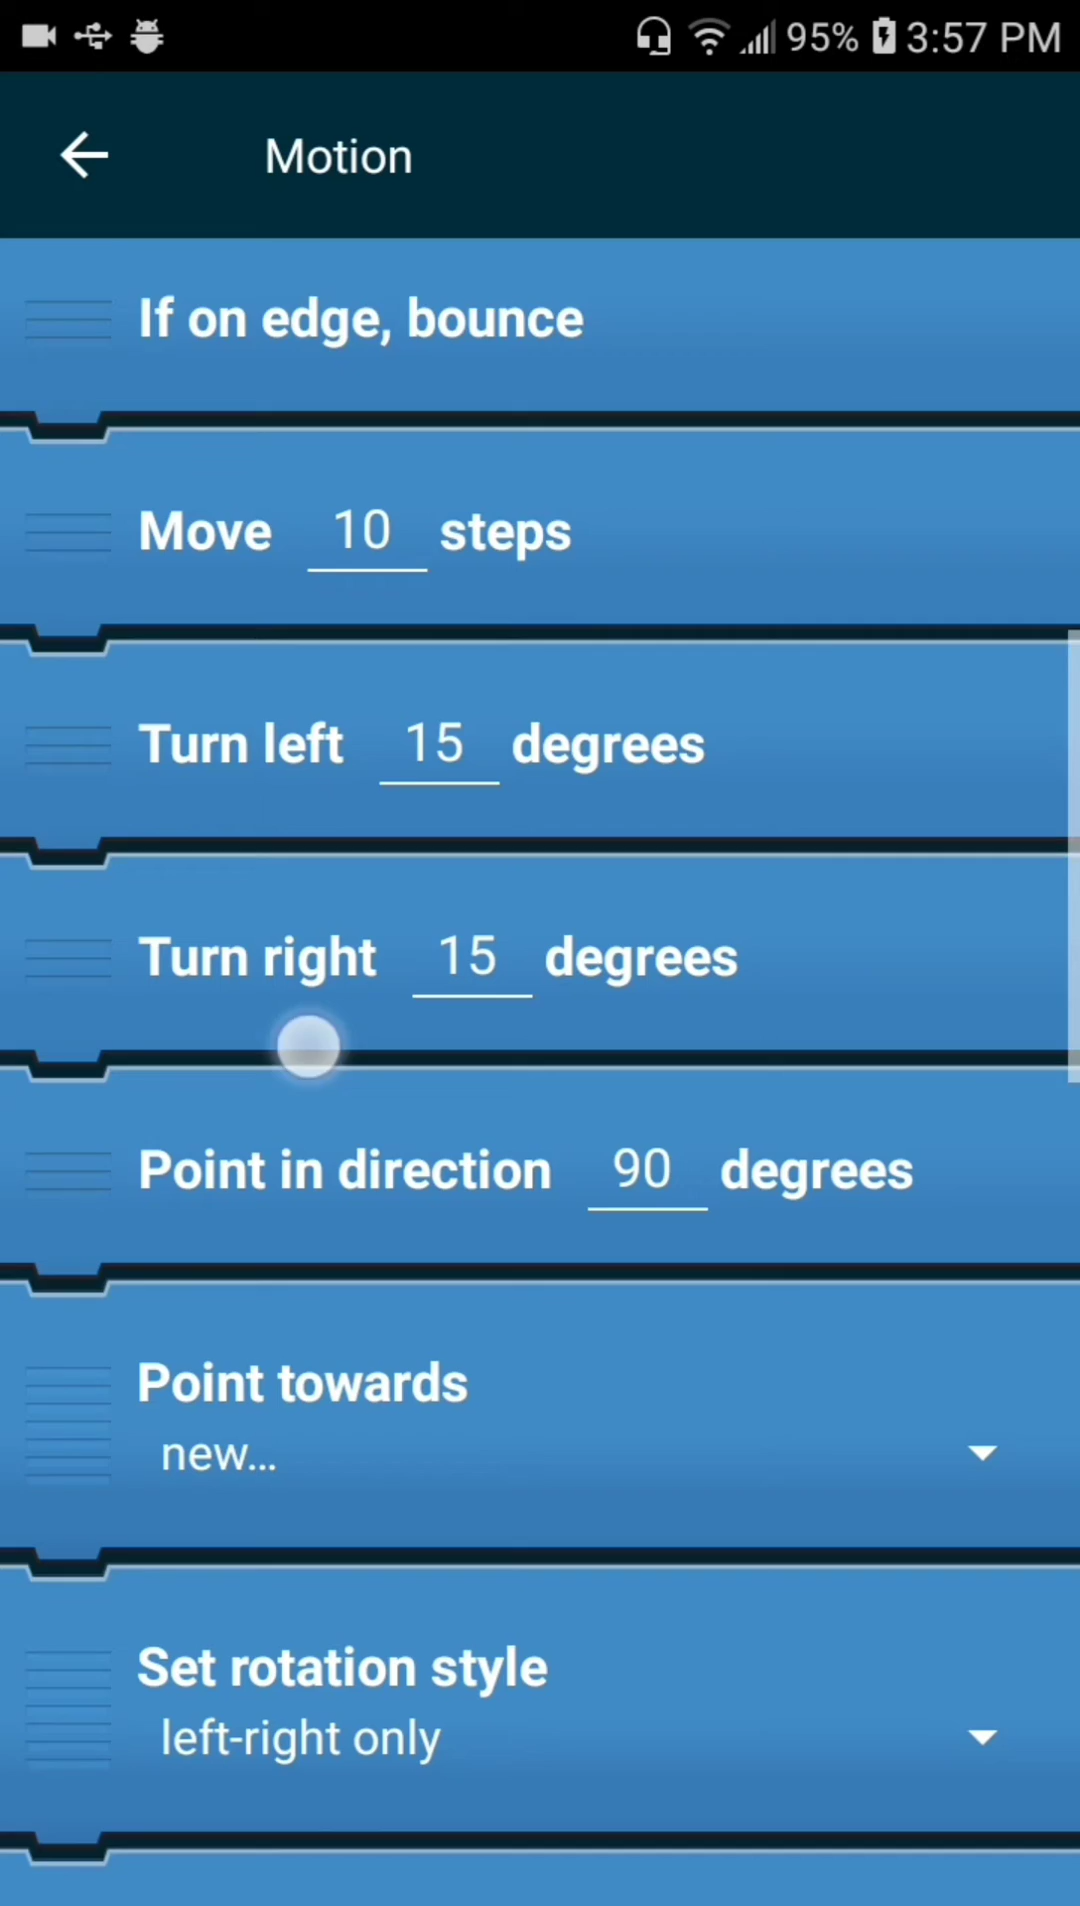 95% 3:57 PM
Motion
If on edge, bounce
Move 10 steps
Turn left 15 degrees
Turn right 15 degrees
Point in direction 90 degrees
Point towards
new...
Set rotation style
left-right only